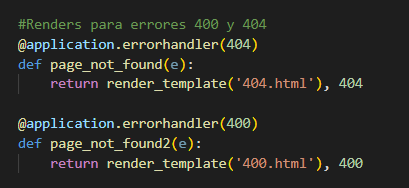 #Renders para errores 400 y 404
@application.errorhandler(404)
def page_not_found(e):
    return render_template('404.html'), 404

@application.errorhandler(400)
def page_not_found2(e):
    return render_template('400.html'), 400